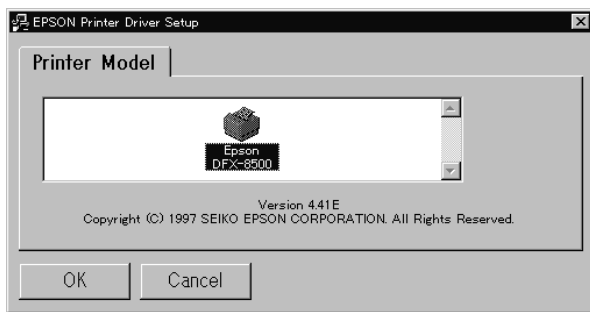 EPSON Printer Driver Setup
Printer Model
Epson
DFX-8500
Version 4.41E
Copyright (C) 1997 SEIKO EPSON CORPORATION. All Rights Reserved.
OK
Cancel